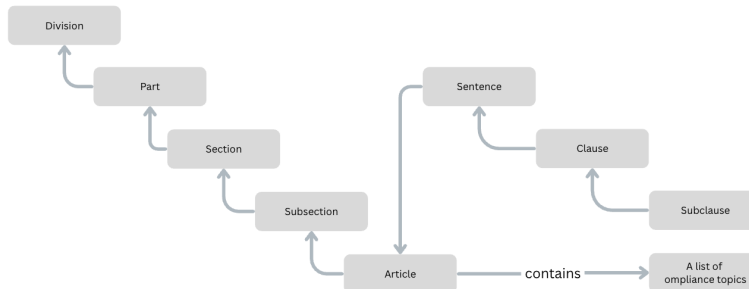 Division
Part
Sentence
Section
Clause
Subsection
Subclause
Article
contains
A list of
ompliance topics